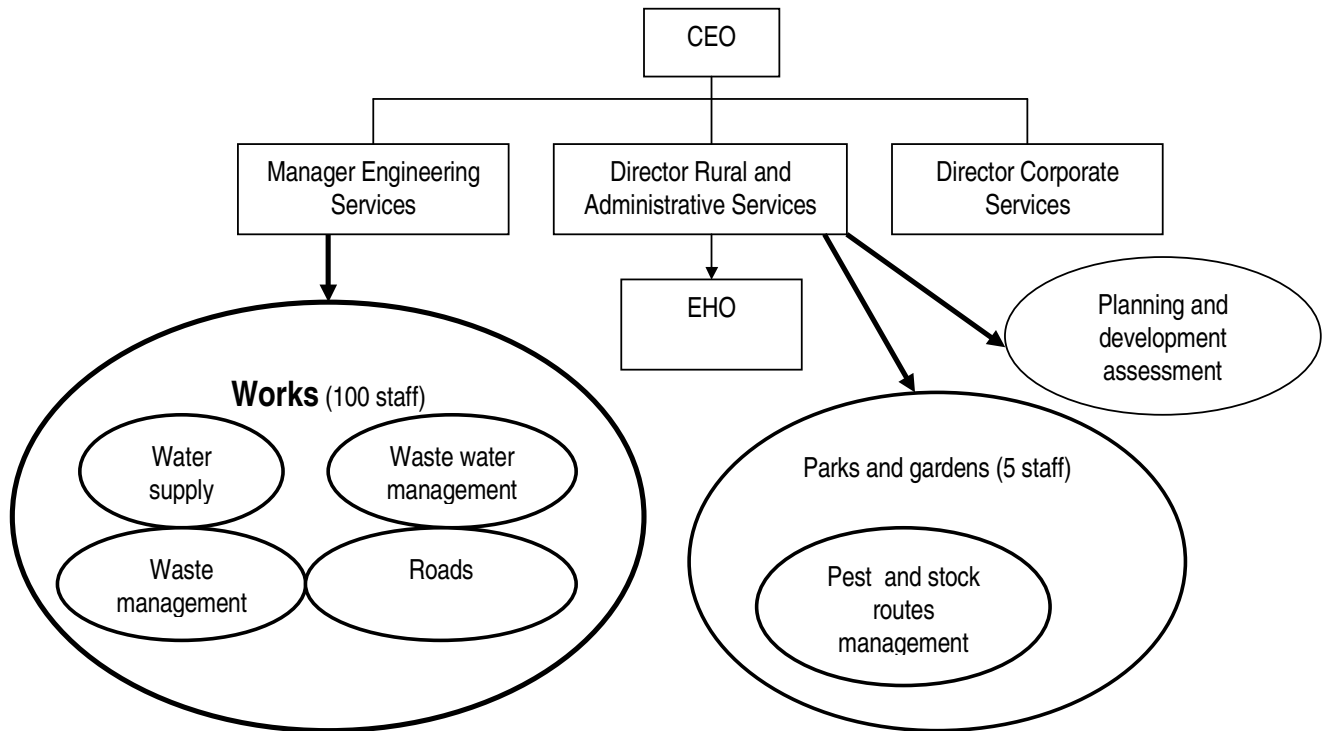 CEO
Manager Engineering
Services
Director Rural and
Administrative Services
Director Corporate
Services
EHO
Planning and
development
assessment
Works (100 staff)
Water
supply
Waste water
management
Waste
management
Roads
Parks and gardens (5 staff)
Pest and stock
routes
management